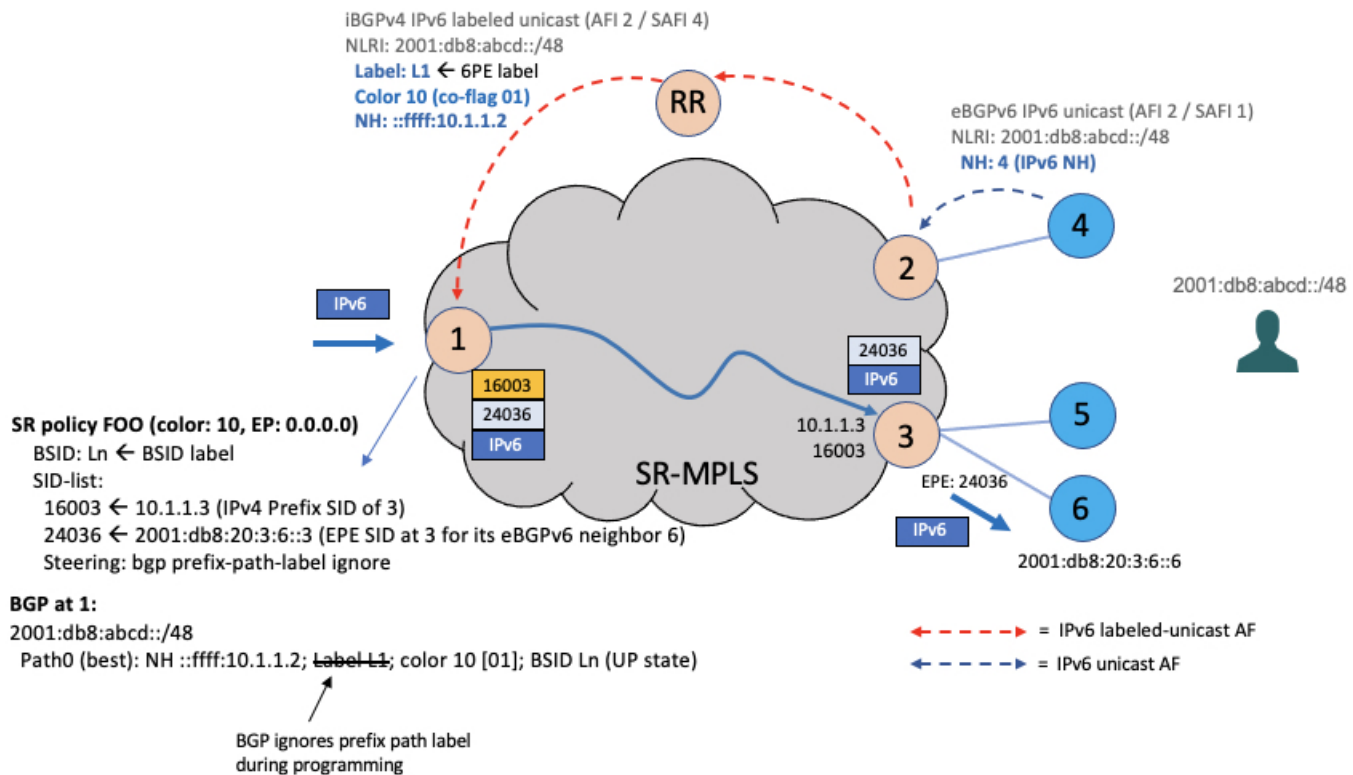 iBGPv4 IPv6 labeled unicast (AFI 2 / SAFI 4)
NLRI: 2001:db8:abcd::/48
Label: L1 ← 6PE label
Color 10 (co-flag 01)
NH: ::ffff:10.1.1.2
RR
eBGPv6 IPv6 unicast (AFI 2 / SAFI 1)
NLRI: 2001:db8:abcd::/48
NH: 4 (IPv6 NH)
4
2
2001:db8:abcd::/48
IPv6
1
16003
24036
IPv6
24036
IPv6
10.1.1.3
16003
3
5
SR-MPLS
EPE: 24036
6
IPv6
2001:db8:20:3:6::6
SR policy FOO (color: 10, EP: 0.0.0.0)
BSID: Ln ← BSID label
SID-list:
16003 ← 10.1.1.3 (IPv4 Prefix SID of 3)
24036 ← 2001:db8:20:3:6::3 (EPE SID at 3 for its eBGPv6 neighbor 6)
Steering: bgp prefix-path-label ignore
BGP at 1:
2001:db8:abcd::/48
Path0 (best): NH ::ffff:10.1.1.2; Label L1; color 10 [01]; BSID Ln (UP state)
BGP ignores prefix path label
during programming
= IPv6 labeled-unicast AF
= IPv6 unicast AF